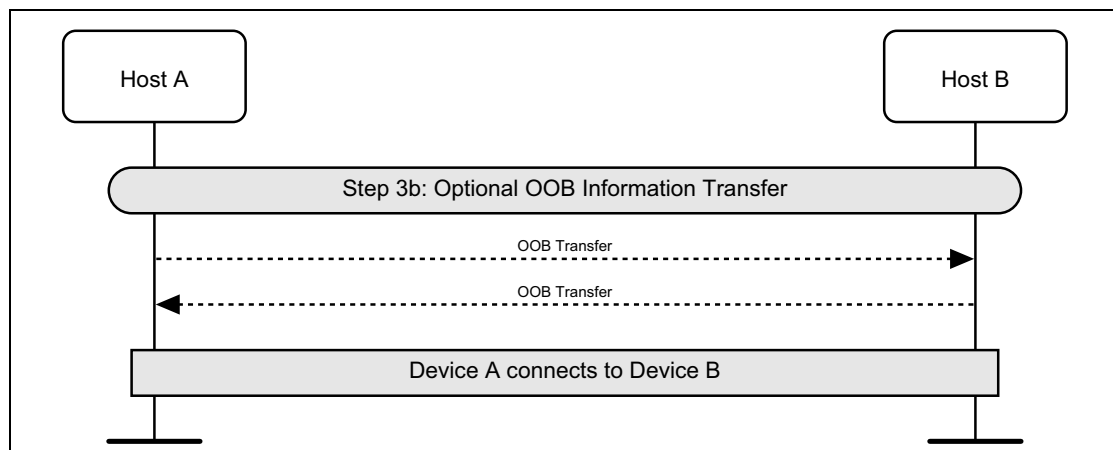 Host A
Host B
Step 3b: Optional OOB Information Transfer
OOB Transfer
OOB Transfer
Device A connects to Device B